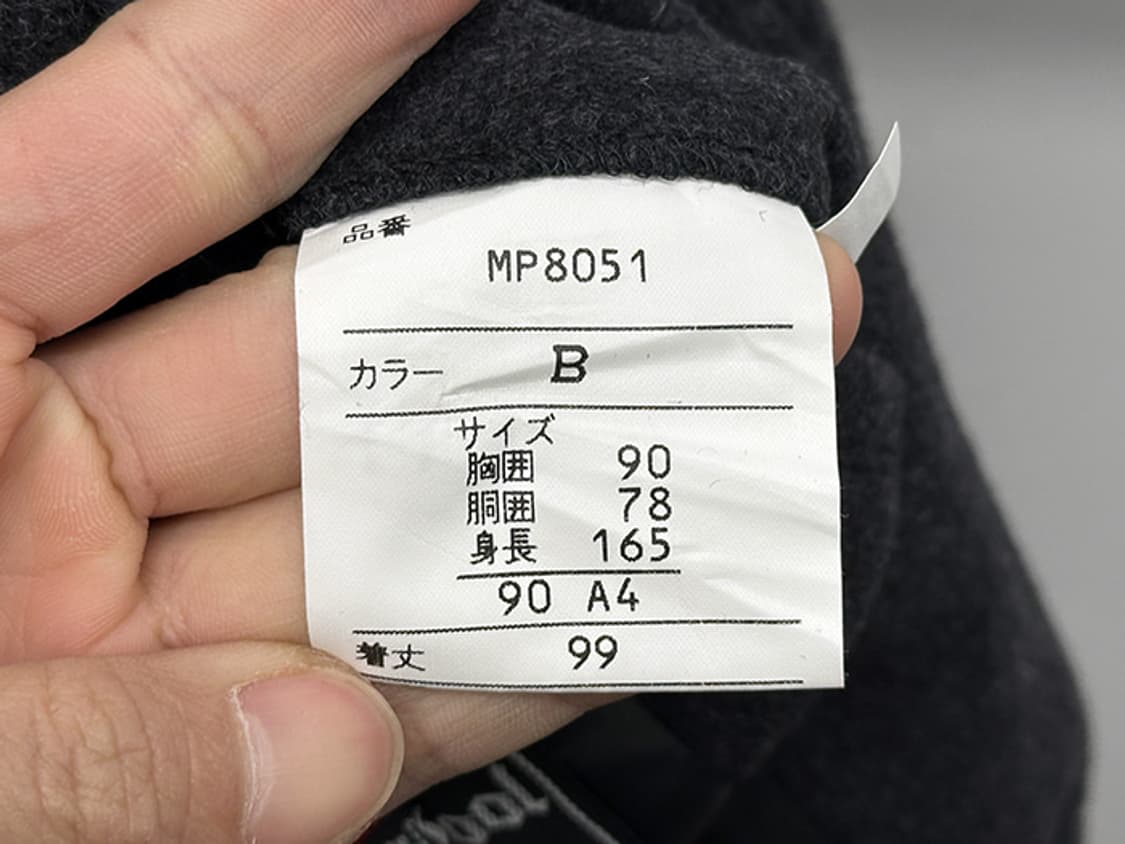 品番
MP8051
カラー B
サイズ
胸囲 90
胴囲 78
身長 165
90 A4
着丈 99